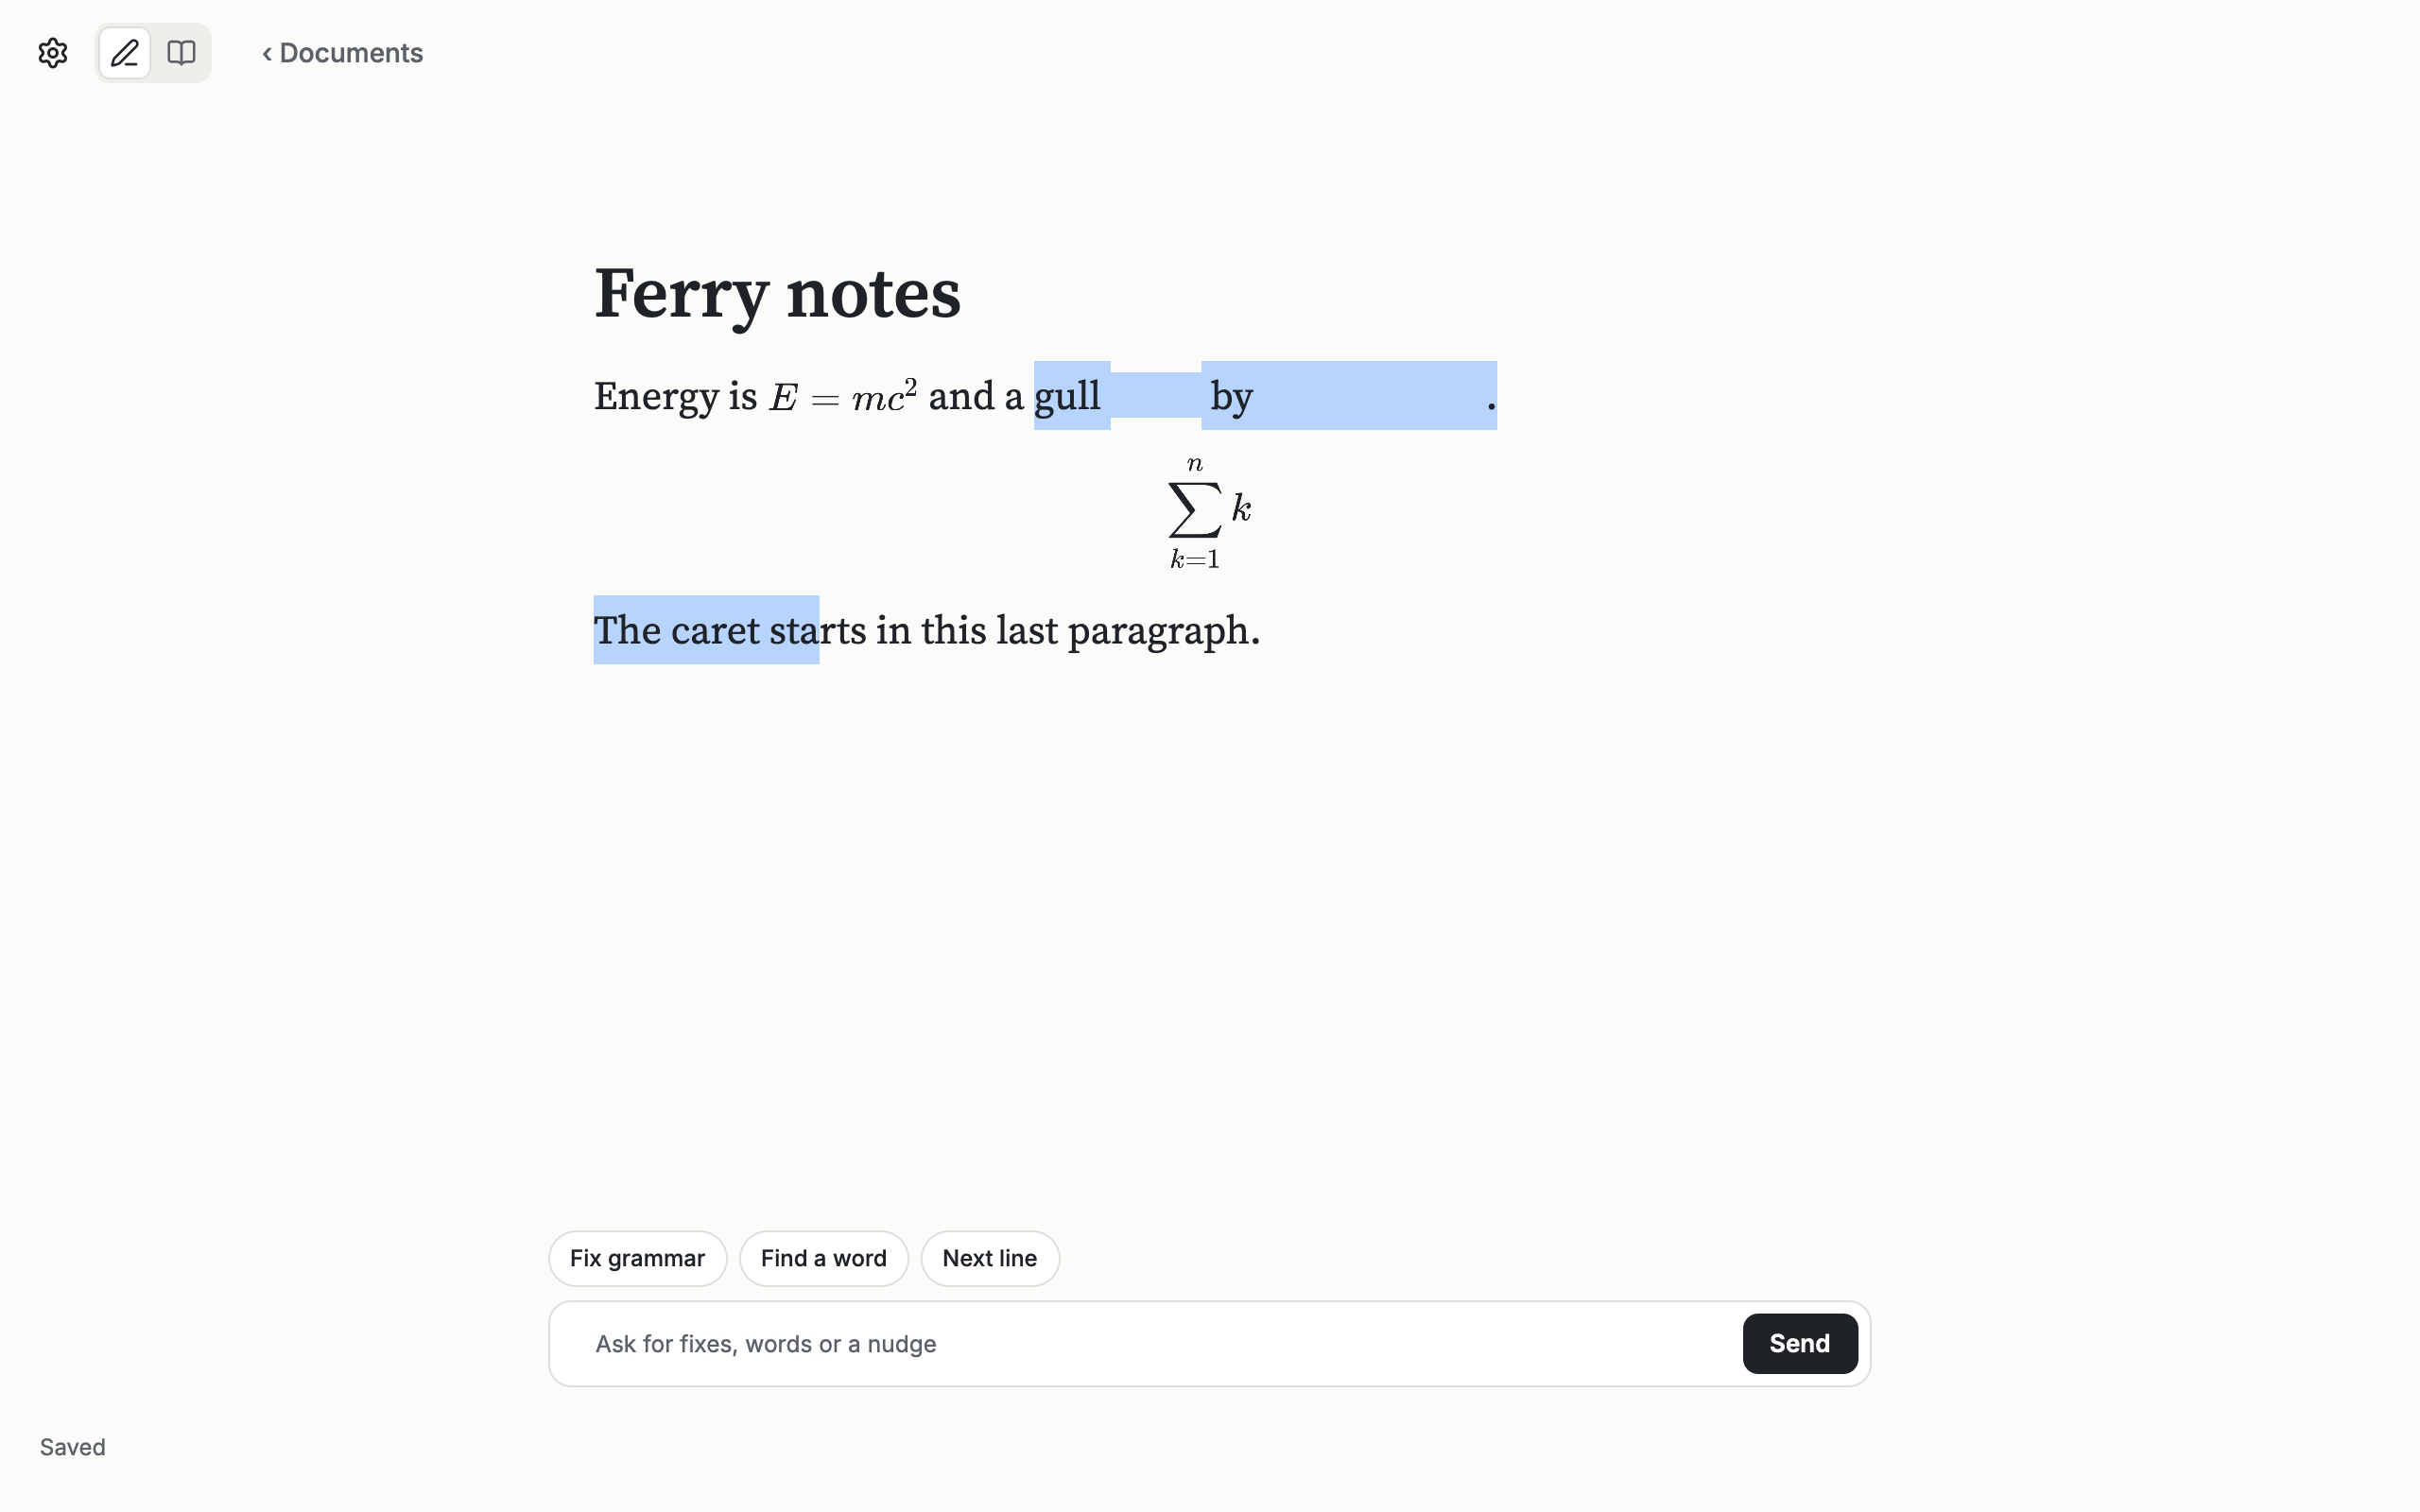 ‹ Documents
Ferry notes
Energy is E = mc² and a gull by .
n
∑ k
k=1
The caret starts in this last paragraph.
Fix grammar
Find a word
Next line
Ask for fixes, words or a nudge
Send
Saved